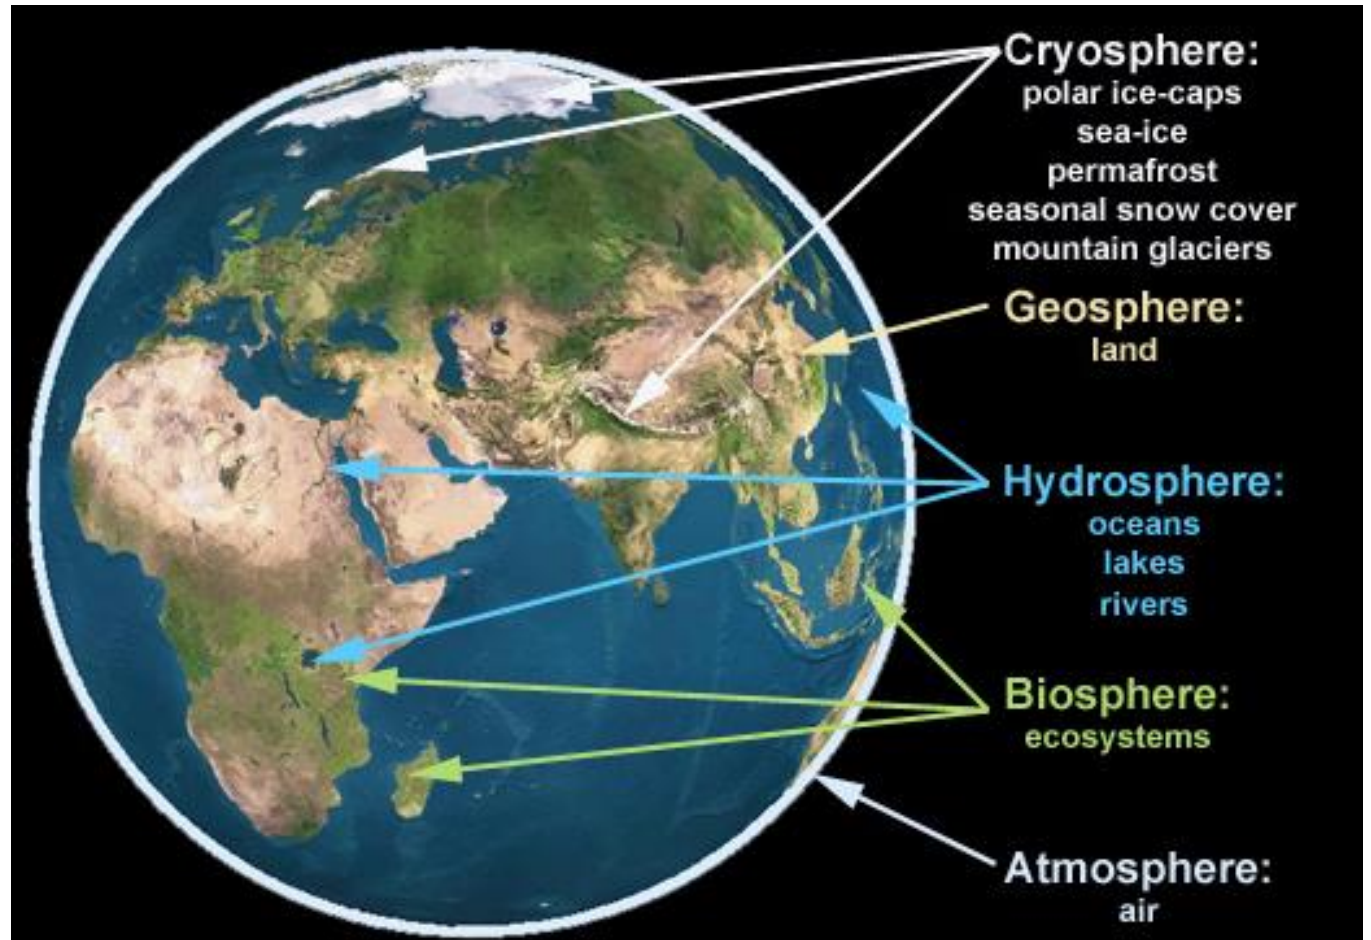 Cryosphere:
polar ice-caps
sea-ice
permafrost
seasonal snow cover
mountain glaciers
Geosphere:
land
Hydrosphere:
oceans
lakes
rivers
Biosphere:
ecosystems
Atmosphere:
air